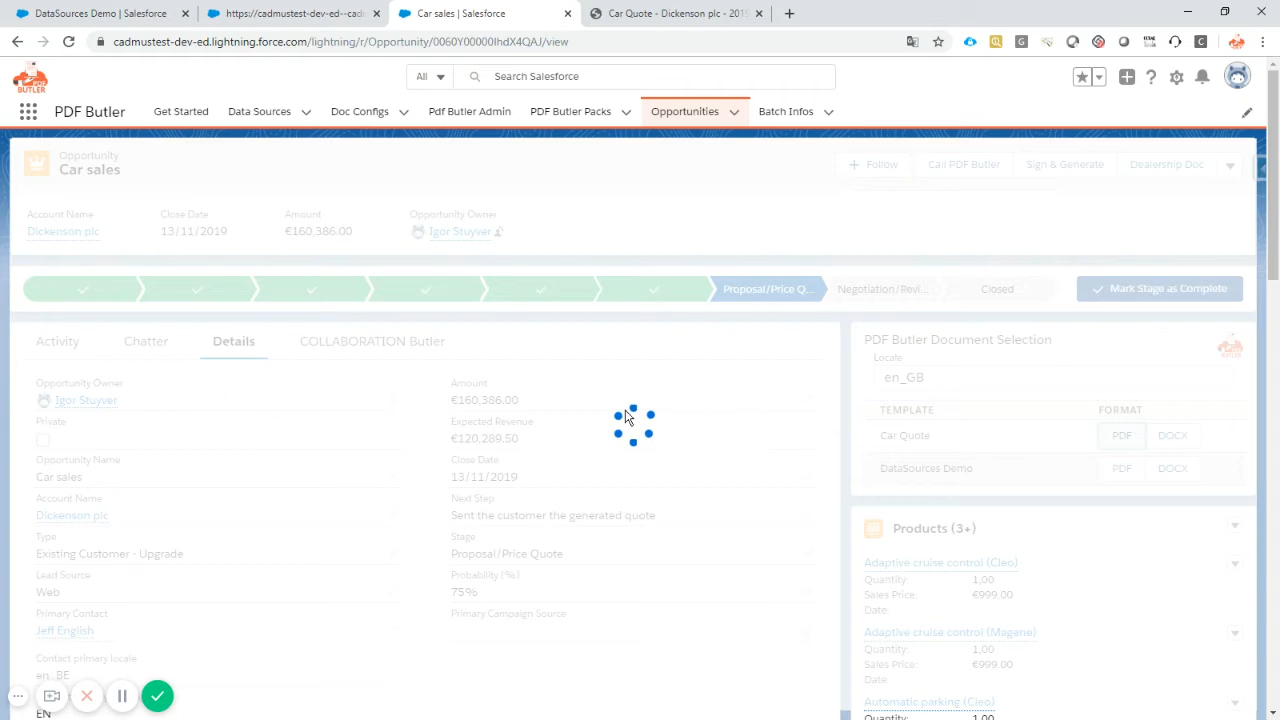 DataSources Demo | Salesforce
https://cadmustest-dev-ed--cadm
Car sales | Salesforce
Car Quote - Dickenson plc - 2019
cadmustest-dev-ed.lightning.force.com/lightning/r/Opportunity/0060Y00000IhdX4QAJ/view
PDF BUTLER
All
Search Salesforce
PDF Butler
Get Started
Data Sources
Doc Configs
Pdf Butler Admin
PDF Butler Packs
Opportunities
Batch Infos
Opportunity
Car sales
Follow
Call PDF Butler
Sign & Generate
Dealership Doc
Account Name
Close Date
Amount
Opportunity Owner
Dickenson plc
13/11/2019
€160,386.00
Igor Stuyver
Proposal/Price Q...
Negotiation/Revi...
Closed
Mark Stage as Complete
Activity
Chatter
Details
COLLABORATION Butler
Opportunity Owner
Igor Stuyver
Private
Opportunity Name
Car sales
Account Name
Dickenson plc
Type
Existing Customer - Upgrade
Lead Source
Web
Primary Contact
Jeff English
Contact primary locale
en_BE
EN
Amount
€160,386.00
Expected Revenue
€120,289.50
Close Date
13/11/2019
Next Step
Sent the customer the generated quote
Stage
Proposal/Price Quote
Probability (%)
75%
Primary Campaign Source
PDF Butler Document Selection
Locale
en_GB
TEMPLATE
FORMAT
Car Quote
PDF
DOCX
DataSources Demo
PDF
DOCX
Products (3+)
Adaptive cruise control (Cleo)
Quantity: 1,00
Sales Price: €999.00
Date:
Adaptive cruise control (Magane)
Quantity: 1,00
Sales Price: €999.00
Date:
Automatic parking (Cleo)
Quantity: 1,00